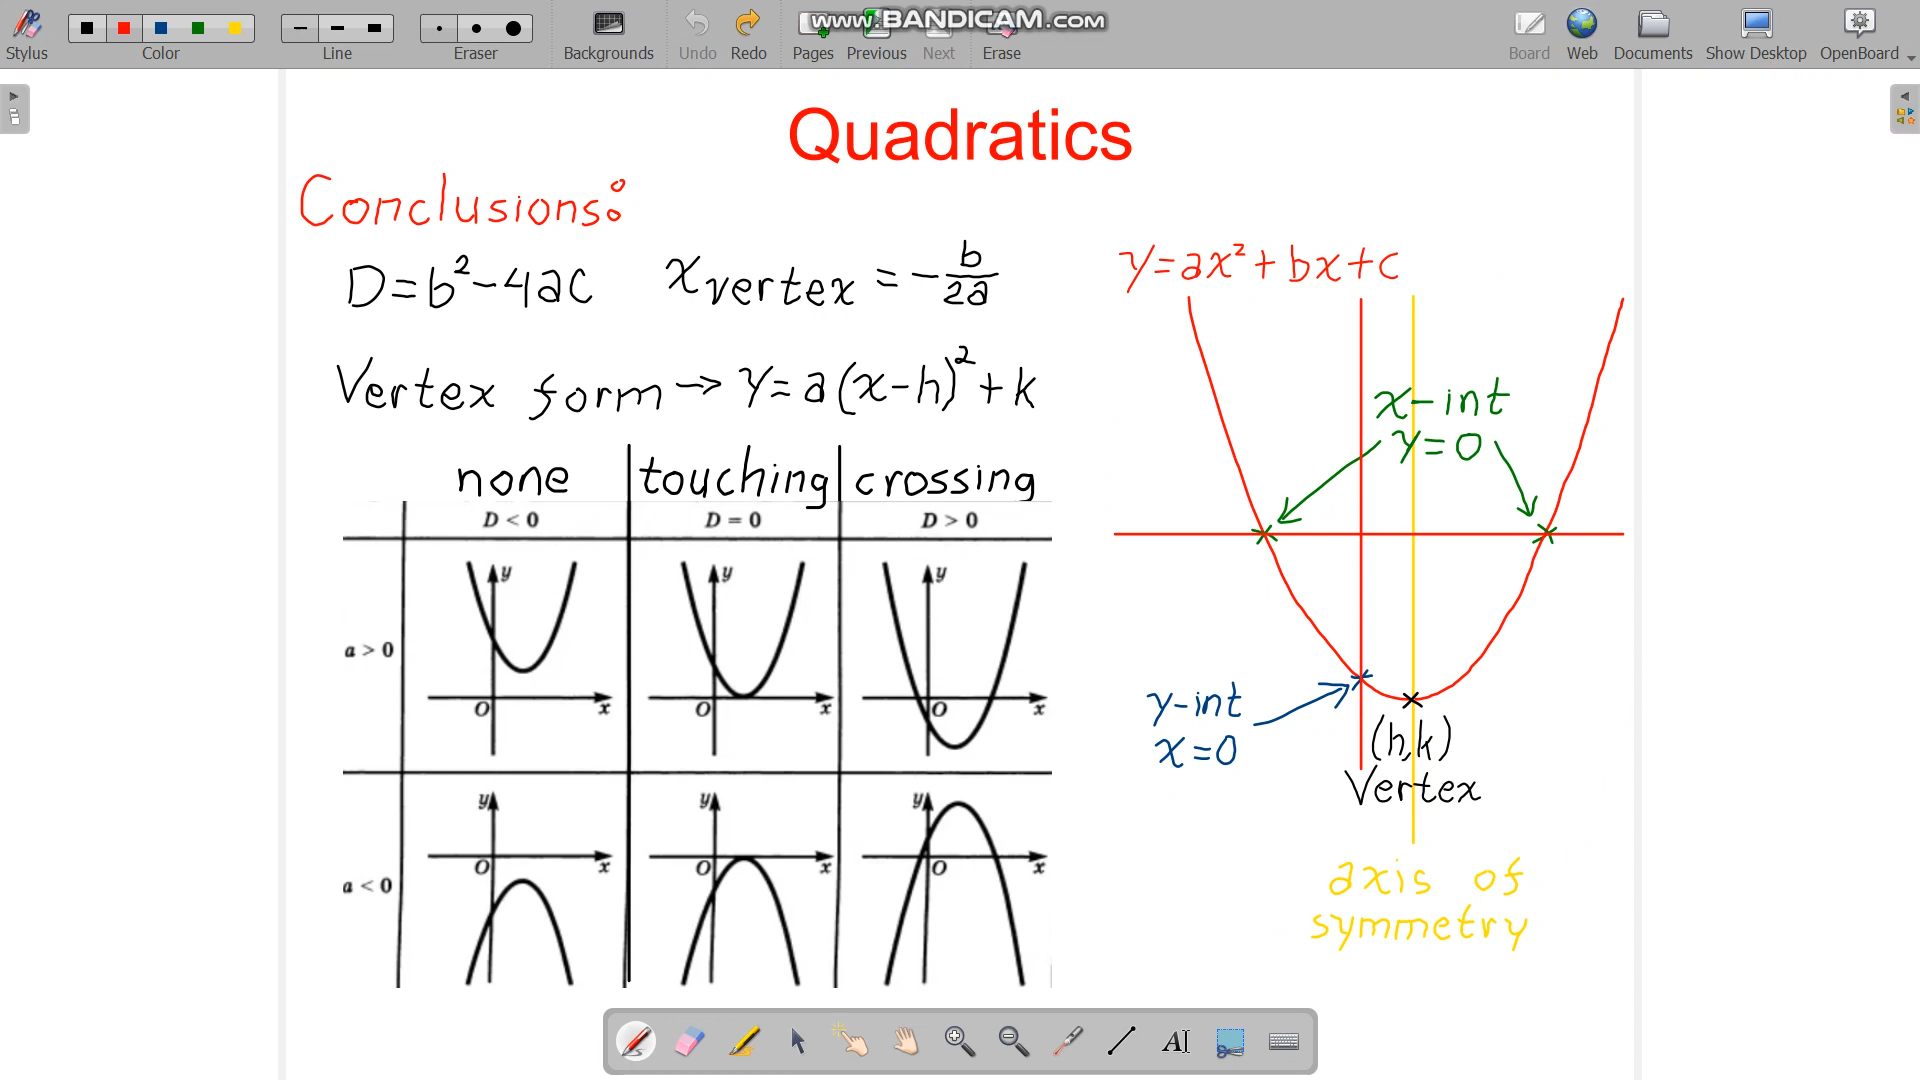 www.BANDICAM.com
Stylus
Color
Line
Eraser
Backgrounds
Undo
Redo
Pages
Previous
Next
Erase
Board
Web
Documents
Show Desktop
OpenBoard
Quadratics
Conclusions:
D=b²-4ac
x vertex = -b/2a
Vertex form → y=a(x-h)²+k
none
touching
crossing
D < 0
D = 0
D > 0
a > 0
y
O
x
y
O
x
y
O
x
a < 0
y
O
x
y
O
x
y
O
x
y=ax²+bx+c
x-int
y=0
y-int
x=0
(h,k)
Vertex
axis of
symmetry
AI